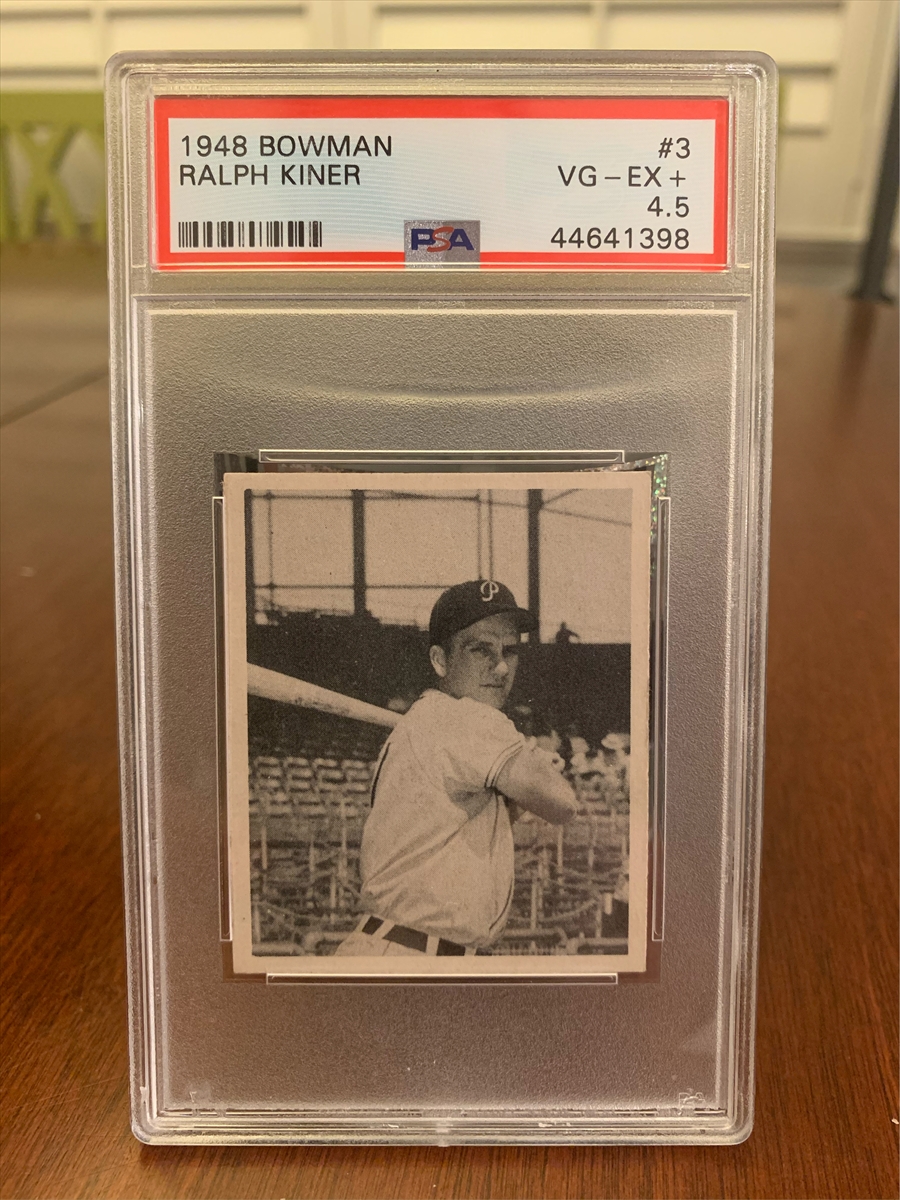 1948 BOWMAN #3
RALPH KINER VG-EX+
4.5
PSA 44641398
P